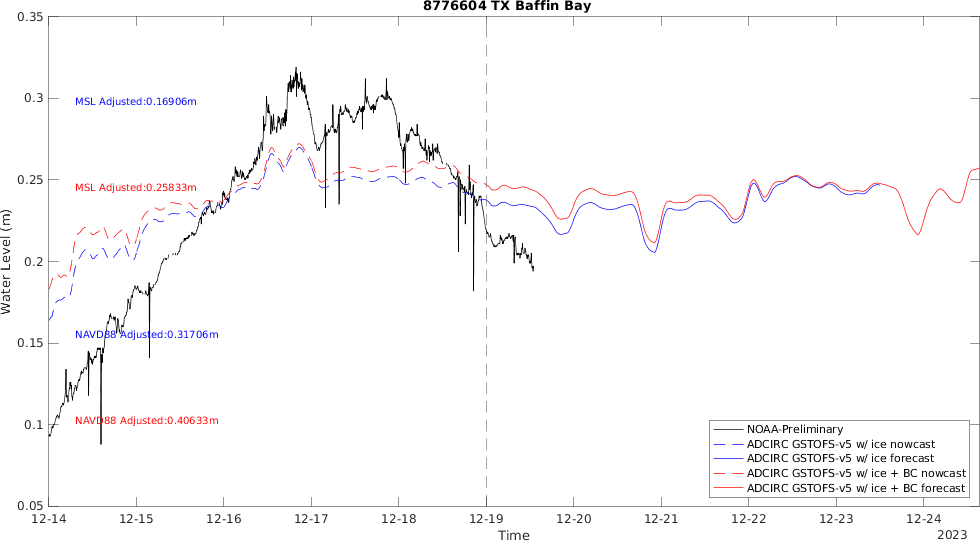 8776604 TX Baffin Bay
Water Level (m)
0.35
0.3
0.25
0.2
0.15
0.1
0.05
MSL Adjusted:0.16906m
MSL Adjusted:0.25833m
NAVD88 Adjusted:0.31706m
NAVD88 Adjusted:0.40633m
NOAA-Preliminary
ADCIRC GSTOFS-v5 w/ ice nowcast
ADCIRC GSTOFS-v5 w/ ice forecast
ADCIRC GSTOFS-v5 w/ ice + BC nowcast
ADCIRC GSTOFS-v5 w/ ice + BC forecast
12-14 12-15 12-16 12-17 12-18 12-19 12-20 12-21 12-22 12-23 12-24
Time
2023